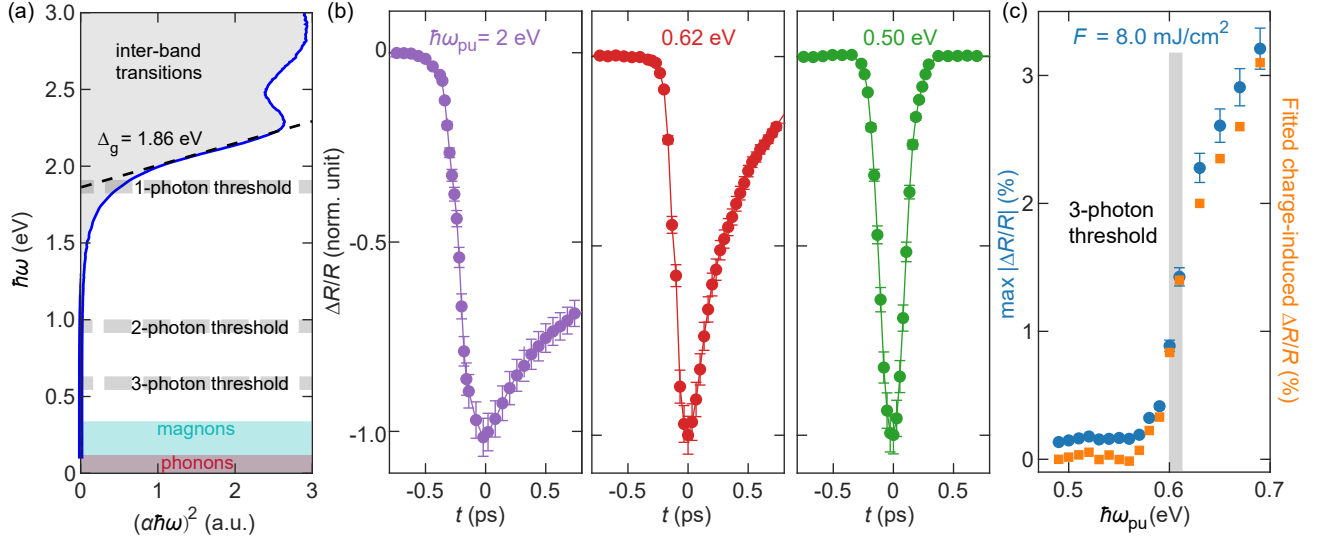 (a)
3.0
2.5
2.0
1.5
1.0
0.5
0
ħω (eV)
inter-band
transitions
Δg = 1.86 eV
1-photon threshold
2-photon threshold
3-photon threshold
magnons
phonons
0 1 2 3
(αħω)² (a.u.)
(b)
0
-0.5
-1.0
ΔR/R (norm. unit)
ħωpu = 2 eV
0.62 eV
0.50 eV
-0.5 0 0.5
-0.5 0 0.5
-0.5 0 0.5
t (ps)
t (ps)
t (ps)
(c)
F = 8.0 mJ/cm²
3
2
1
0
max |ΔR/R| (%)
3-photon
threshold
Fitted charge-induced ΔR/R (%)
0.5 0.6 0.7
ħωpu(eV)